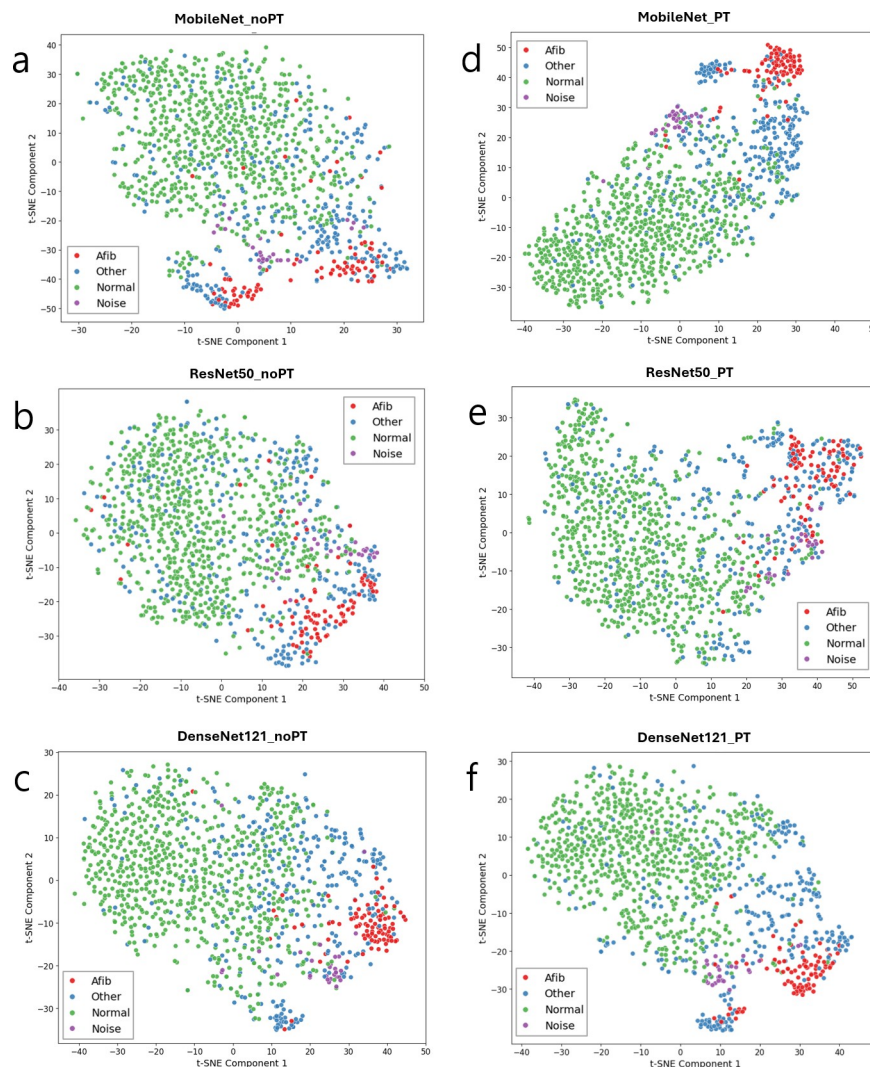 MobileNet_noPT
a
40
30
20
10
0
−10
−20
−30
−40
−50
t-SNE Component 2
Afib
Other
Normal
Noise
−30 −20 −10 0 10 20 30
t-SNE Component 1
MobileNet_PT
d
50
40
30
20
10
0
−10
−20
−30
t-SNE Component 2
Afib
Other
Normal
Noise
−40 −30 −20 −10 0 10 20 30 40
t-SNE Component 1
ResNet50_noPT
b
30
20
10
0
−10
−20
−30
t-SNE Component 2
Afib
Other
Normal
Noise
−40 −30 −20 −10 0 10 20 30 40 50
t-SNE Component 1
ResNet50_PT
e
30
20
10
0
−10
−20
−30
t-SNE Component 2
Afib
Other
Normal
Noise
−40 −30 −20 −10 0 10 20 30 40 50
t-SNE Component 1
DenseNet121_noPT
c
30
20
10
0
−10
−20
−30
t-SNE Component 2
Afib
Other
Normal
Noise
−40 −30 −20 −10 0 10 20 30 40 50
t-SNE Component 1
DenseNet121_PT
f
30
20
10
0
−10
−20
−30
t-SNE Component 2
Afib
Other
Normal
Noise
−40 −30 −20 −10 0 10 20 30 40
t-SNE Component 1